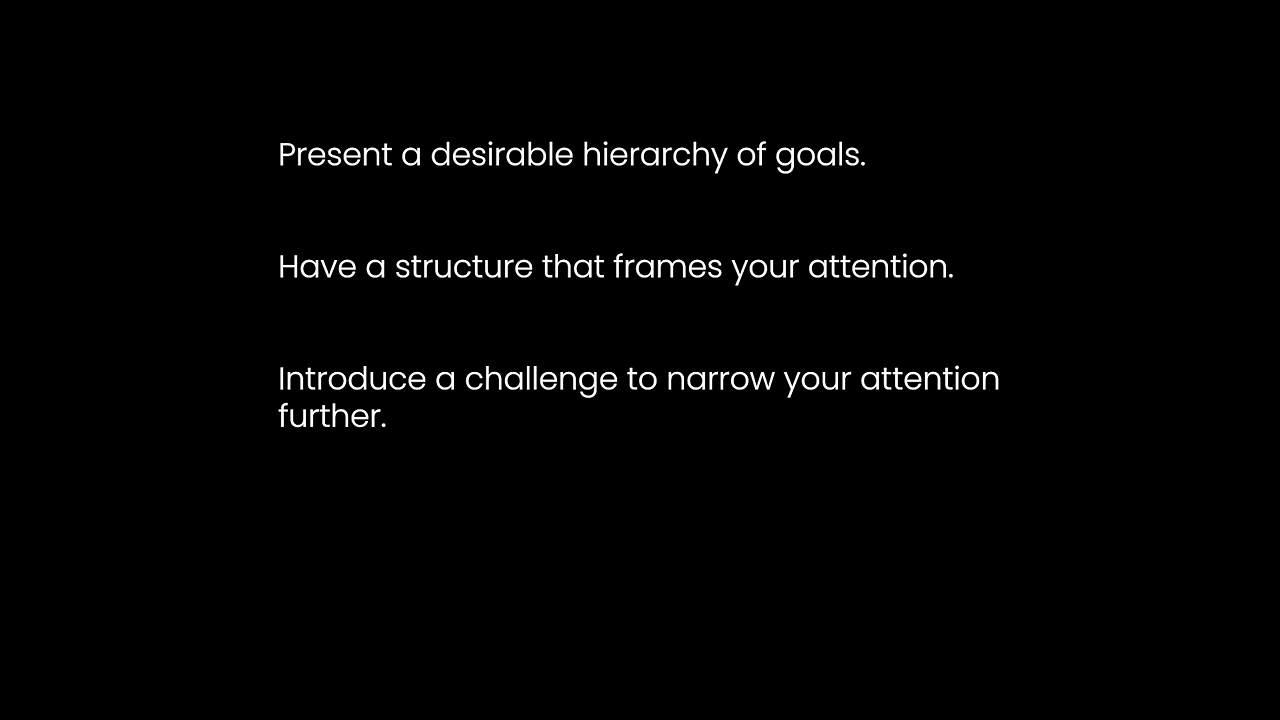 Present a desirable hierarchy of goals.
Have a structure that frames your attention.
Introduce a challenge to narrow your attention
further.